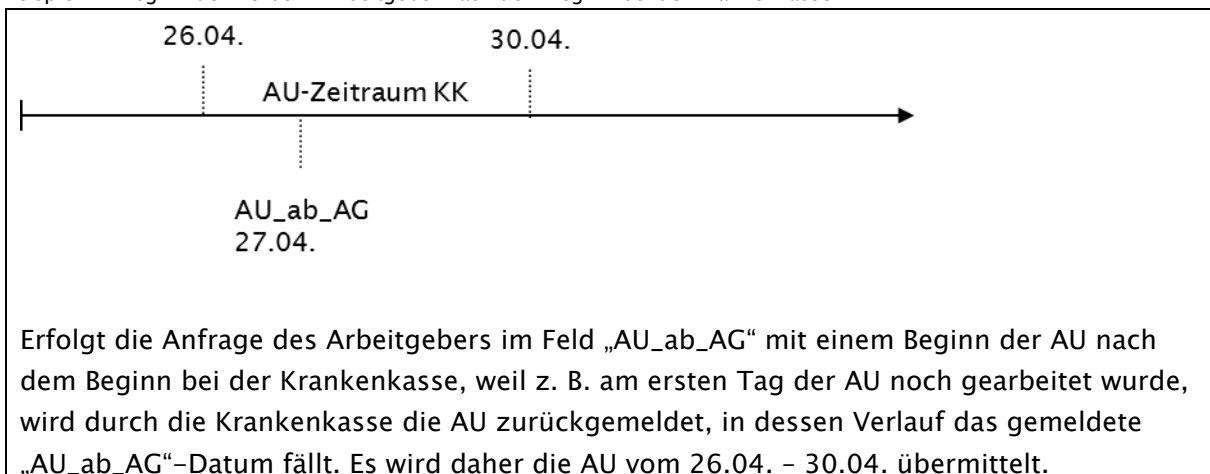 26.04.
30.04.
AU-Zeitraum KK
AU_ab_AG
27.04.
Erfolgt die Anfrage des Arbeitgebers im Feld „AU_ab_AG“ mit einem Beginn der AU nach
dem Beginn bei der Krankenkasse, weil z. B. am ersten Tag der AU noch gearbeitet wurde,
wird durch die Krankenkasse die AU zurückgemeldet, in dessen Verlauf das gemeldete
„AU_ab_AG“-Datum fällt. Es wird daher die AU vom 26.04. – 30.04. übermittelt.